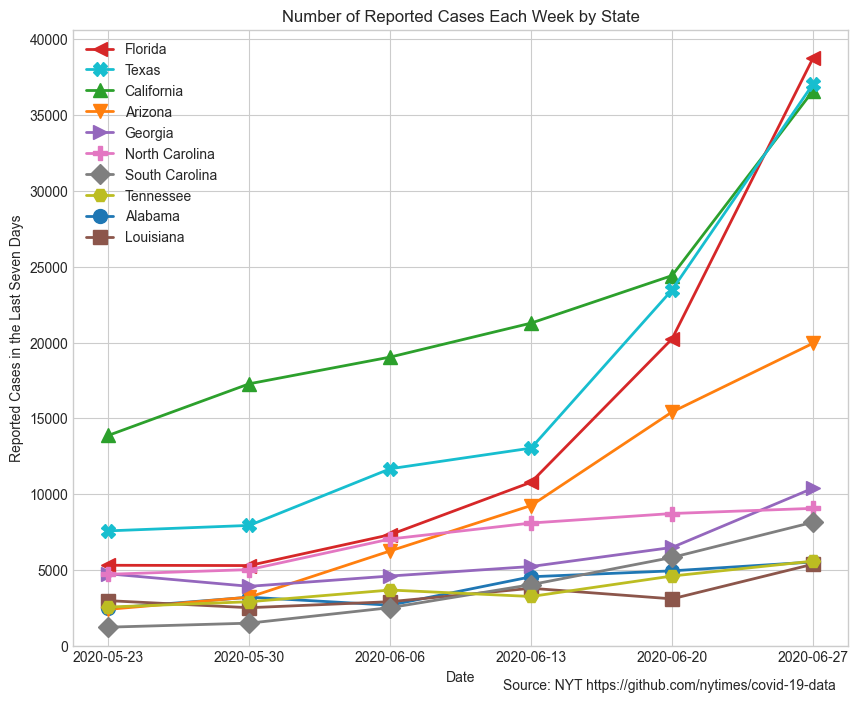 Number of Reported Cases Each Week by State
40000
35000
30000
25000
20000
15000
10000
5000
0
Reported Cases in the Last Seven Days
Florida
Texas
California
Arizona
Georgia
North Carolina
South Carolina
Tennessee
Alabama
Louisiana
2020-05-23 2020-05-30 2020-06-06 2020-06-13 2020-06-20 2020-06-27
Date
Source: NYT https://github.com/nytimes/covid-19-data